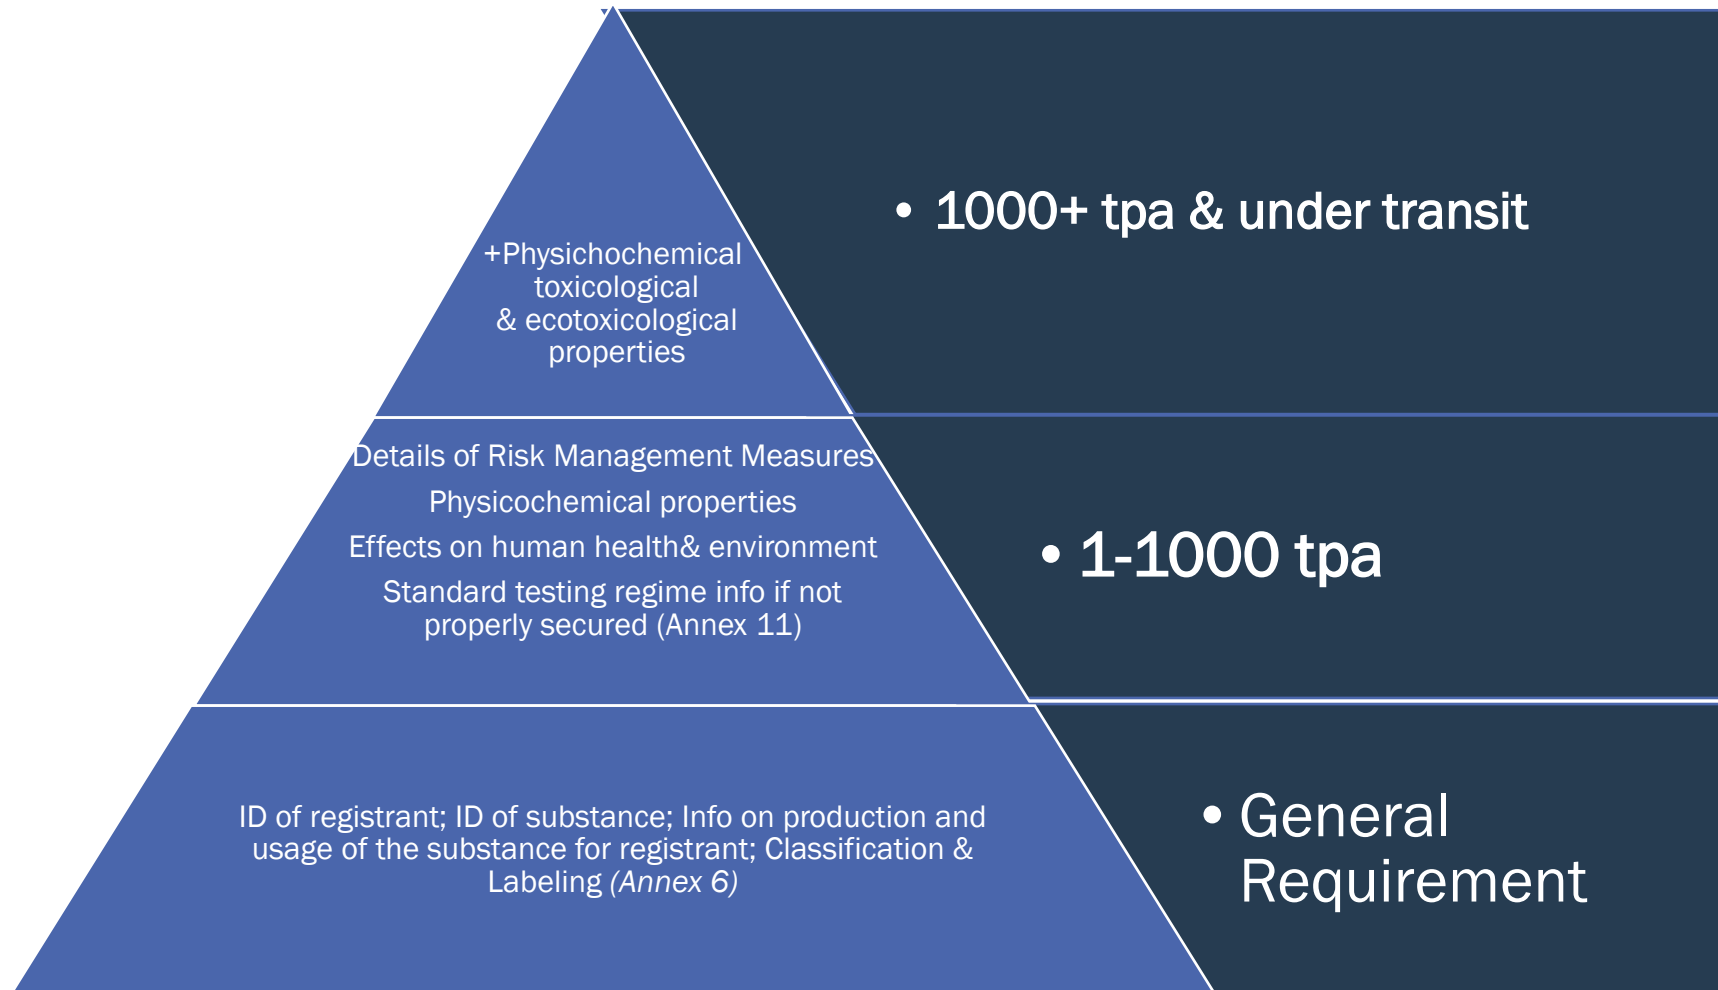 • 1000+ tpa & under transit
+Physichochemical
toxicological
& ecotoxicological
properties
Details of Risk Management Measures
Physicochemical properties
Effects on human health& environment
Standard testing regime info if not
properly secured (Annex 11)
• 1-1000 tpa
ID of registrant; ID of substance; Info on production and
usage of the substance for registrant; Classification &
Labeling (Annex 6)
• General
Requirement